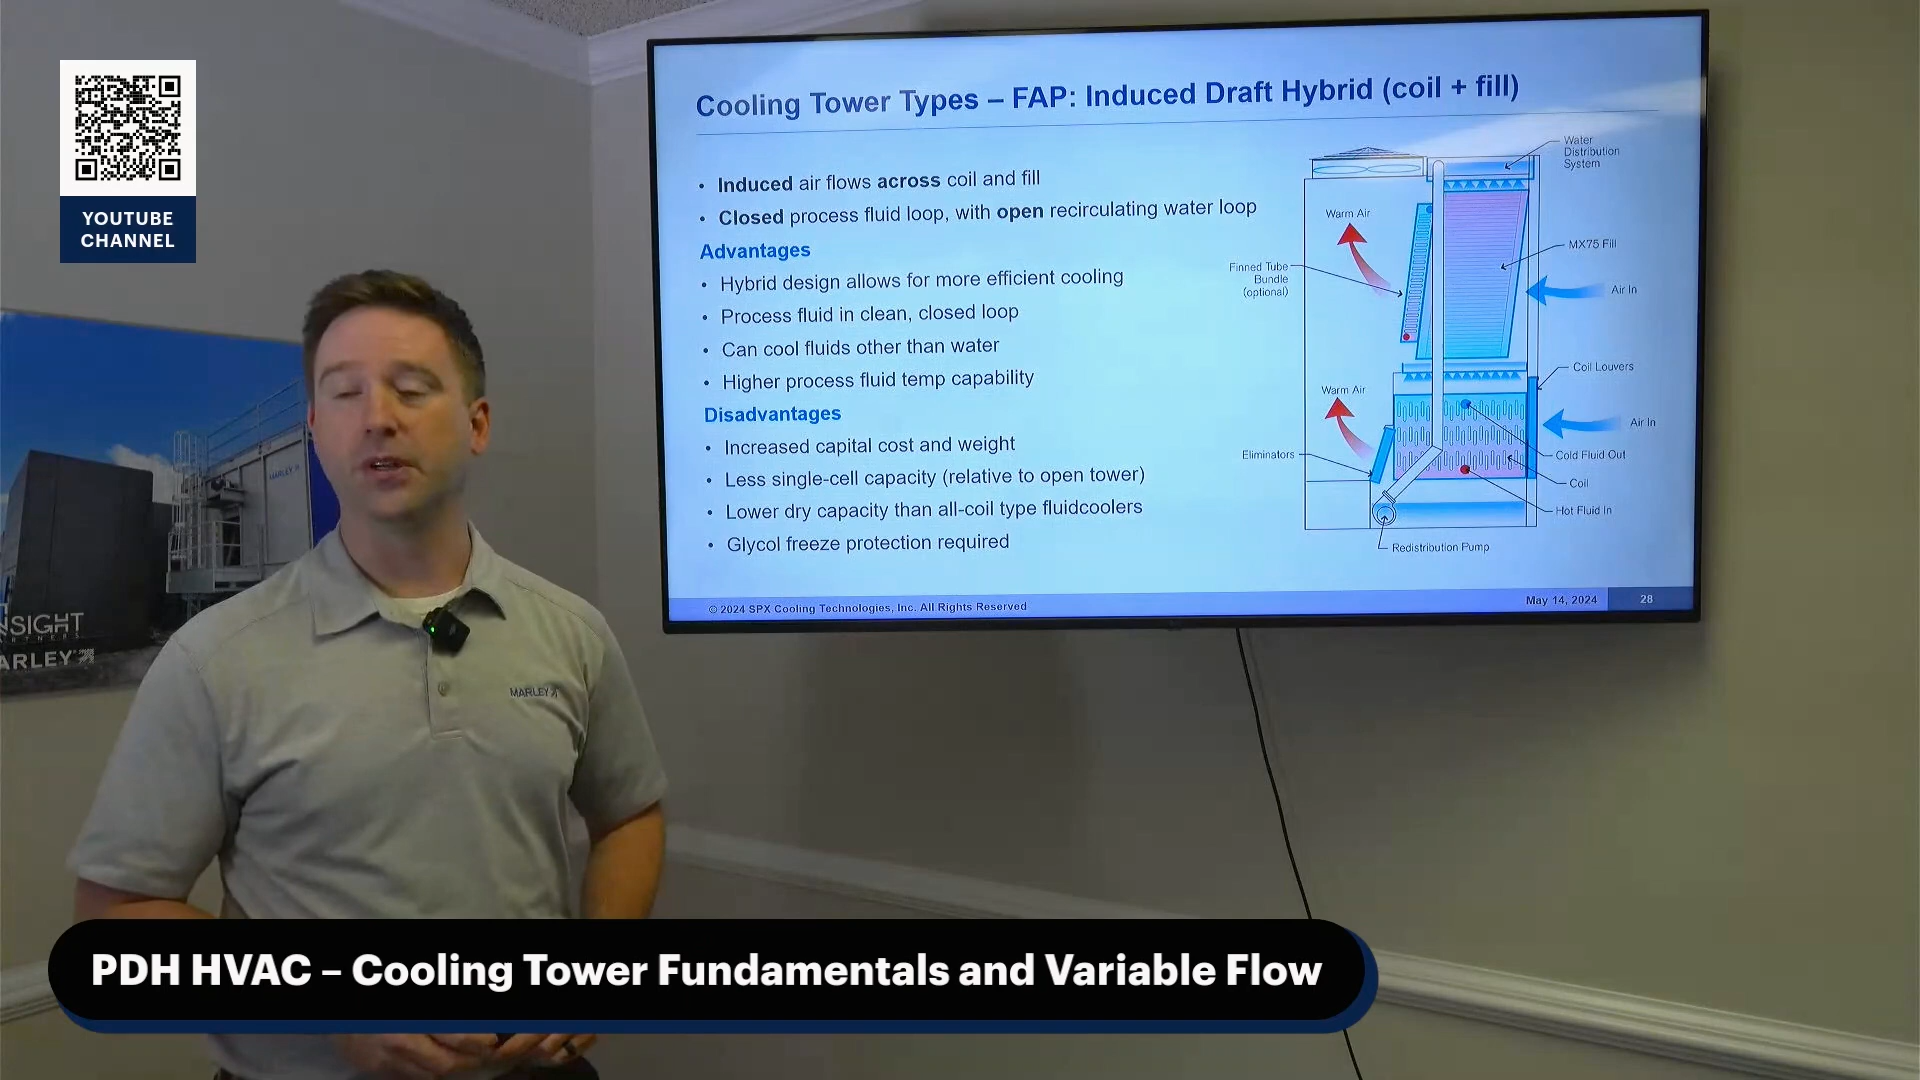 YOUTUBE
CHANNEL
Cooling Tower Types – FAP: Induced Draft Hybrid (coil + fill)
• Induced air flows across coil and fill
• Closed process fluid loop, with open recirculating water loop
Advantages
• Hybrid design allows for more efficient cooling
• Process fluid in clean, closed loop
• Can cool fluids other than water
• Higher process fluid temp capability
Disadvantages
• Increased capital cost and weight
• Less single-cell capacity (relative to open tower)
• Lower dry capacity than all-coil type fluidcoolers
• Glycol freeze protection required
Water
Distribution
System
Warm Air
MX75 Fill
Finned Tube
Bundle
(optional)
Air In
Coil Louvers
Warm Air
Air In
Eliminators
Cold Fluid Out
Coil
Hot Fluid In
Redistribution Pump
© 2024 SPX Cooling Technologies, Inc. All Rights Reserved
May 14, 2024
28
MARLEY
NSIGHT
ARLEY
MARLEY
PDH HVAC – Cooling Tower Fundamentals and Variable Flow